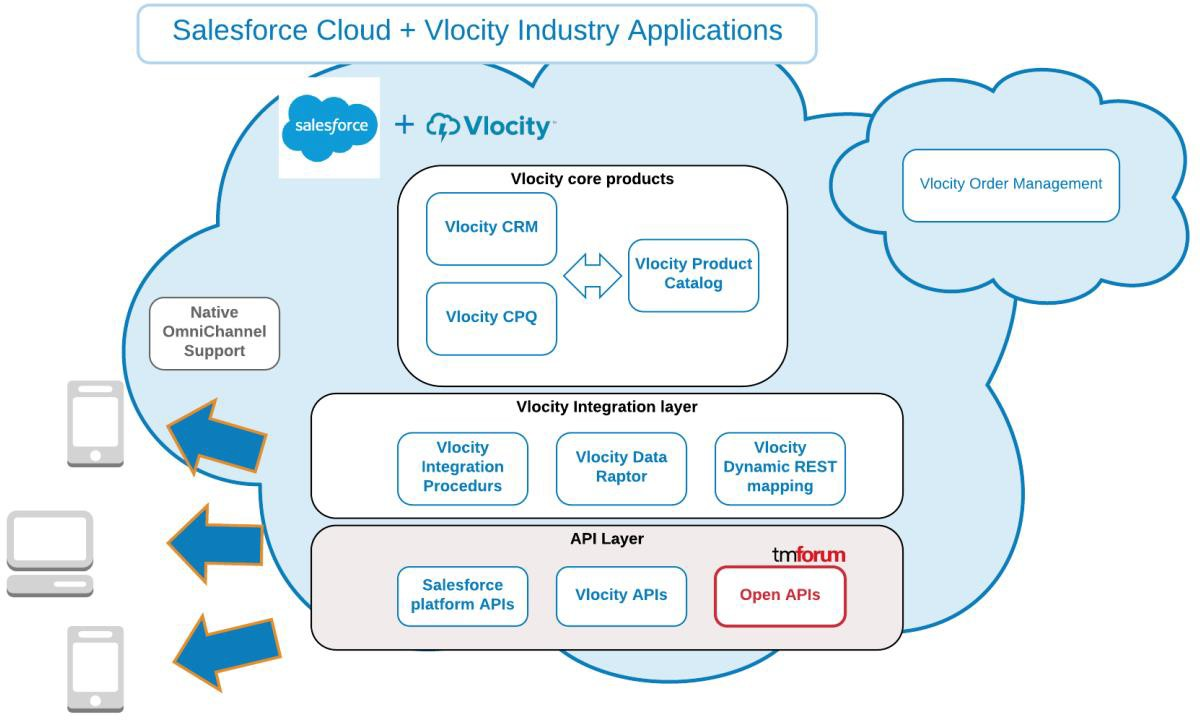 Salesforce Cloud + Vlocity Industry Applications
salesforce
+ Vlocity™
Vlocity Order Management
Vlocity core products
Vlocity CRM
Vlocity CPQ
Vlocity Product
Catalog
Native
OmniChannel
Support
Vlocity Integration layer
Vlocity
Integration
Procedurs
Vlocity Data
Raptor
Vlocity
Dynamic REST
mapping
API Layer
tmforum
Salesforce
platform APIs
Vlocity APIs
Open APIs